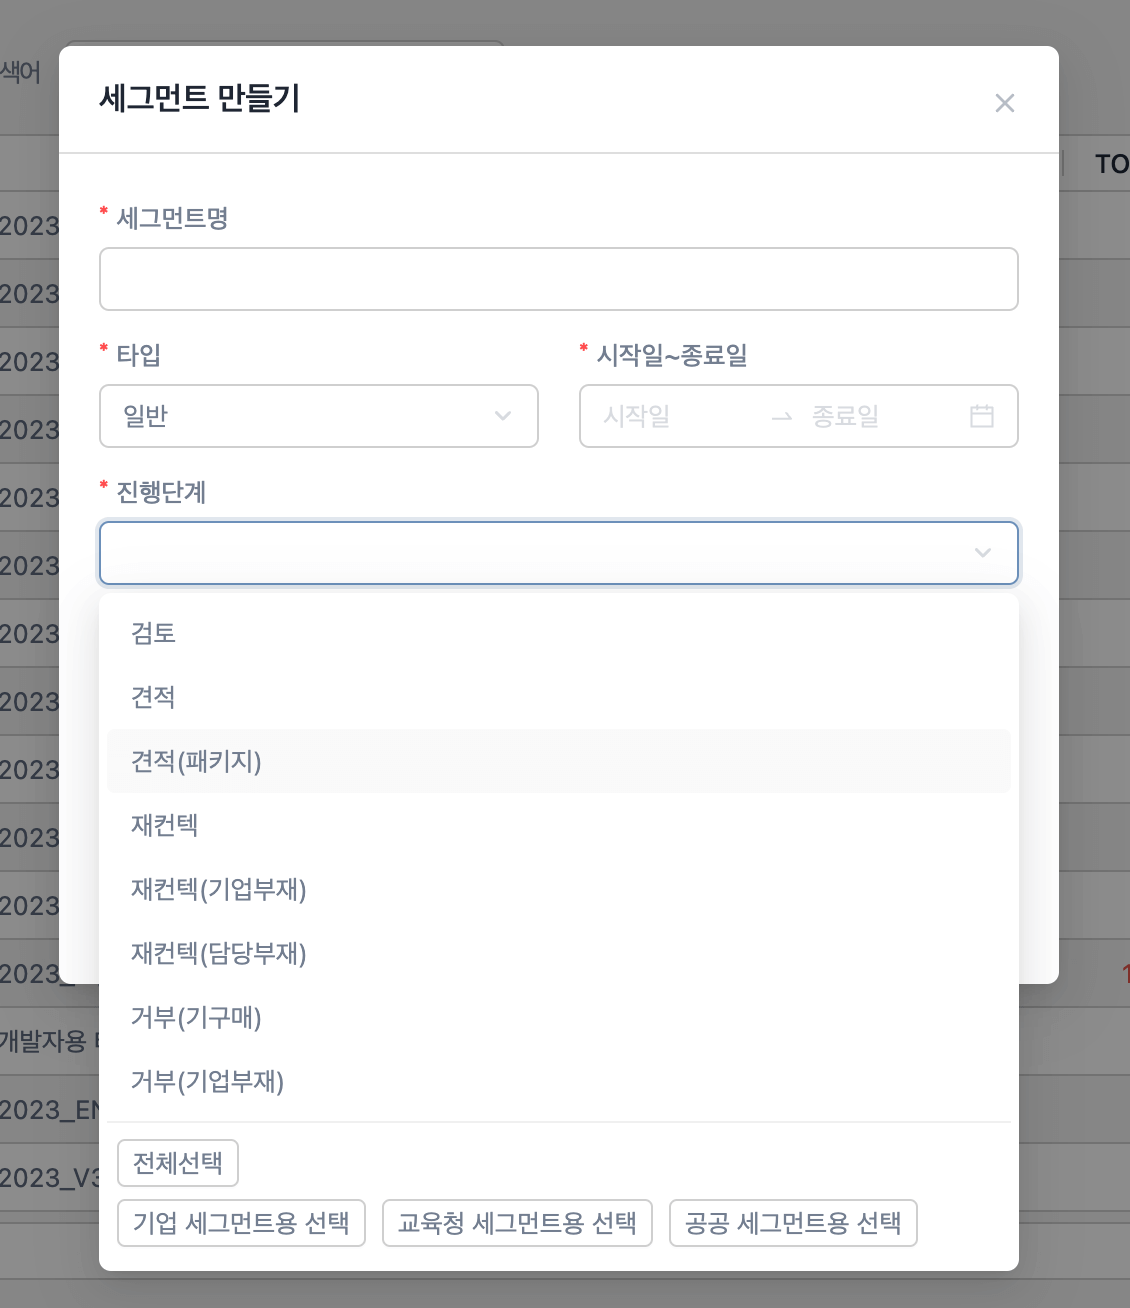 색어
세그먼트 만들기
TO
* 세그먼트명
* 타입
* 시작일~종료일
일반
시작일 → 종료일
* 진행단계
검토
견적
견적(패키지)
재컨텍
재컨텍(기업부재)
재컨텍(담당부재)
거부(기구매)
거부(기업부재)
전체선택
기업 세그먼트용 선택
교육청 세그먼트용 선택
공공 세그먼트용 선택
2023
2023
2023
2023
2023
2023
2023
2023
2023
2023
2023
2023_
1
개발자용
2023_EN
2023_V3